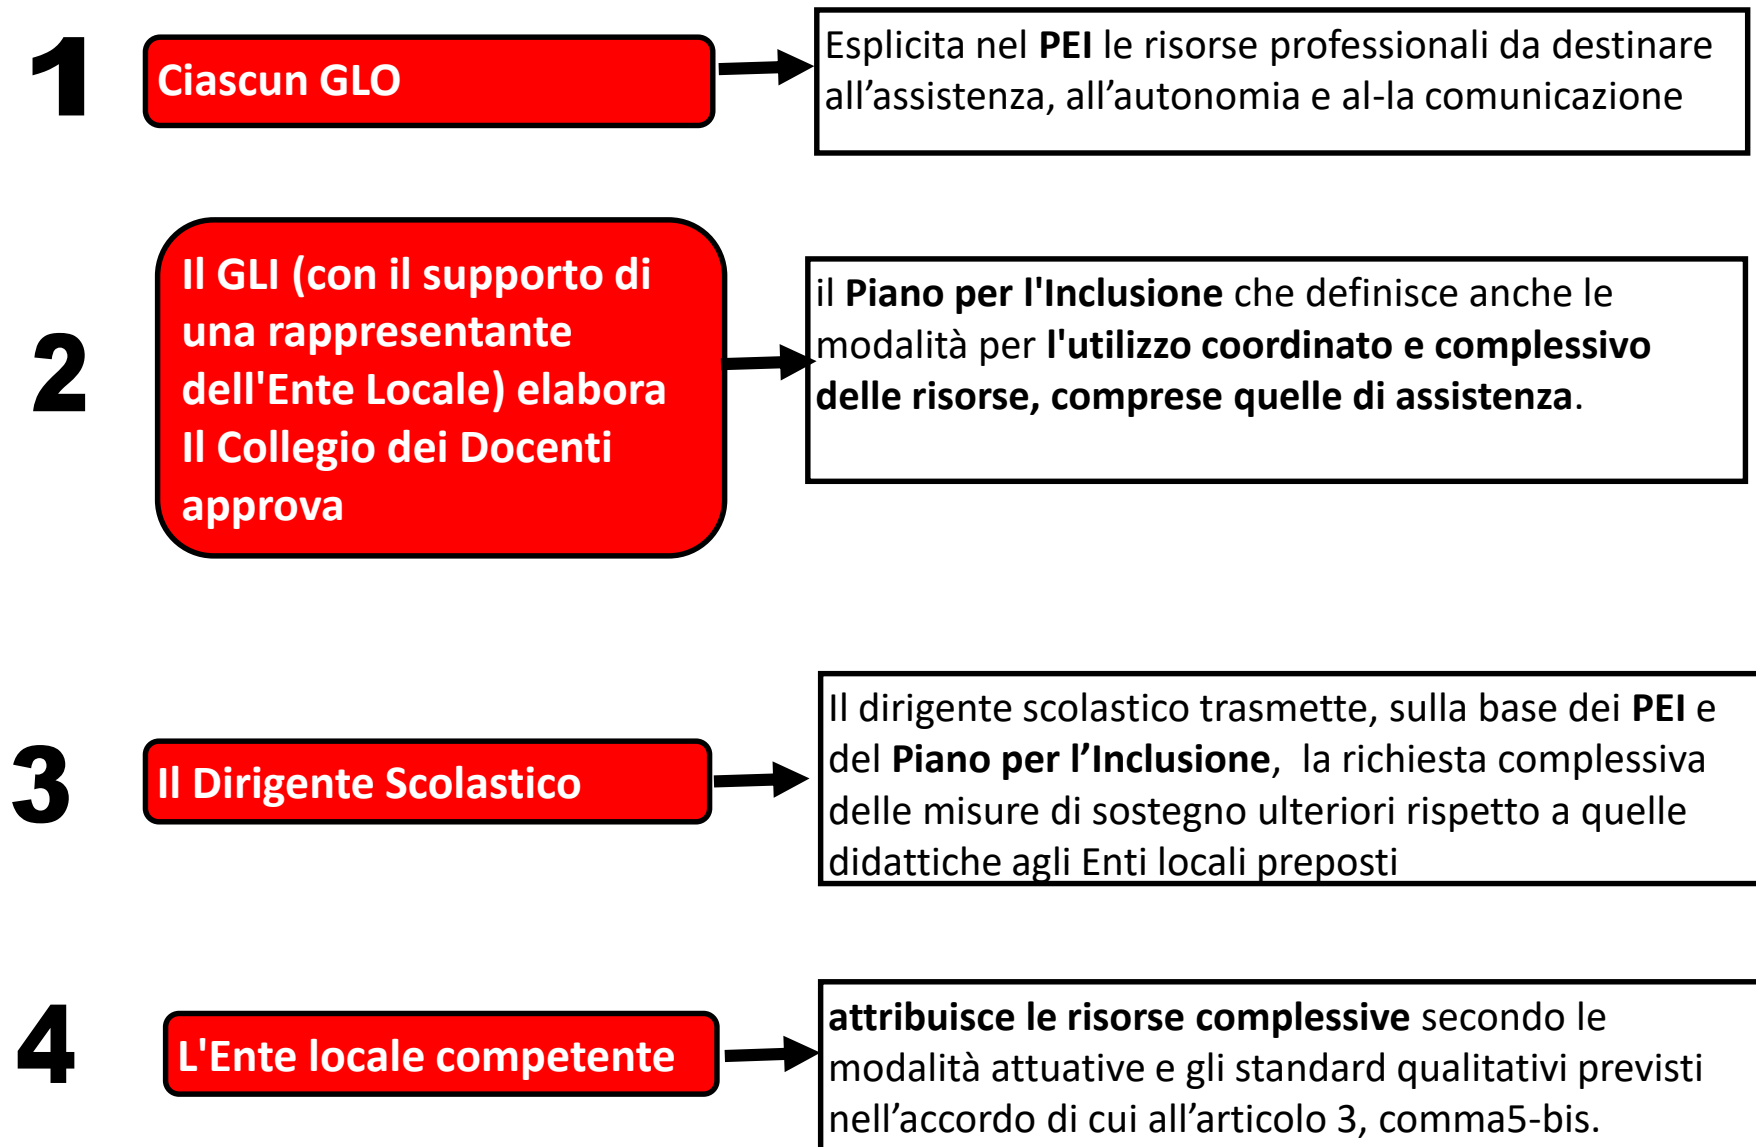 1
Ciascun GLO
Esplicita nel PEI le risorse professionali da destinare
all’assistenza, all’autonomia e al-la comunicazione
2
Il GLI (con il supporto di
una rappresentante
dell'Ente Locale) elabora
Il Collegio dei Docenti
approva
il Piano per l'Inclusione che definisce anche le
modalità per l'utilizzo coordinato e complessivo
delle risorse, comprese quelle di assistenza.
3
Il Dirigente Scolastico
Il dirigente scolastico trasmette, sulla base dei PEI e
del Piano per l’Inclusione, la richiesta complessiva
delle misure di sostegno ulteriori rispetto a quelle
didattiche agli Enti locali preposti
4
L'Ente locale competente
attribuisce le risorse complessive secondo le
modalità attuative e gli standard qualitativi previsti
nell’accordo di cui all’articolo 3, comma5-bis.